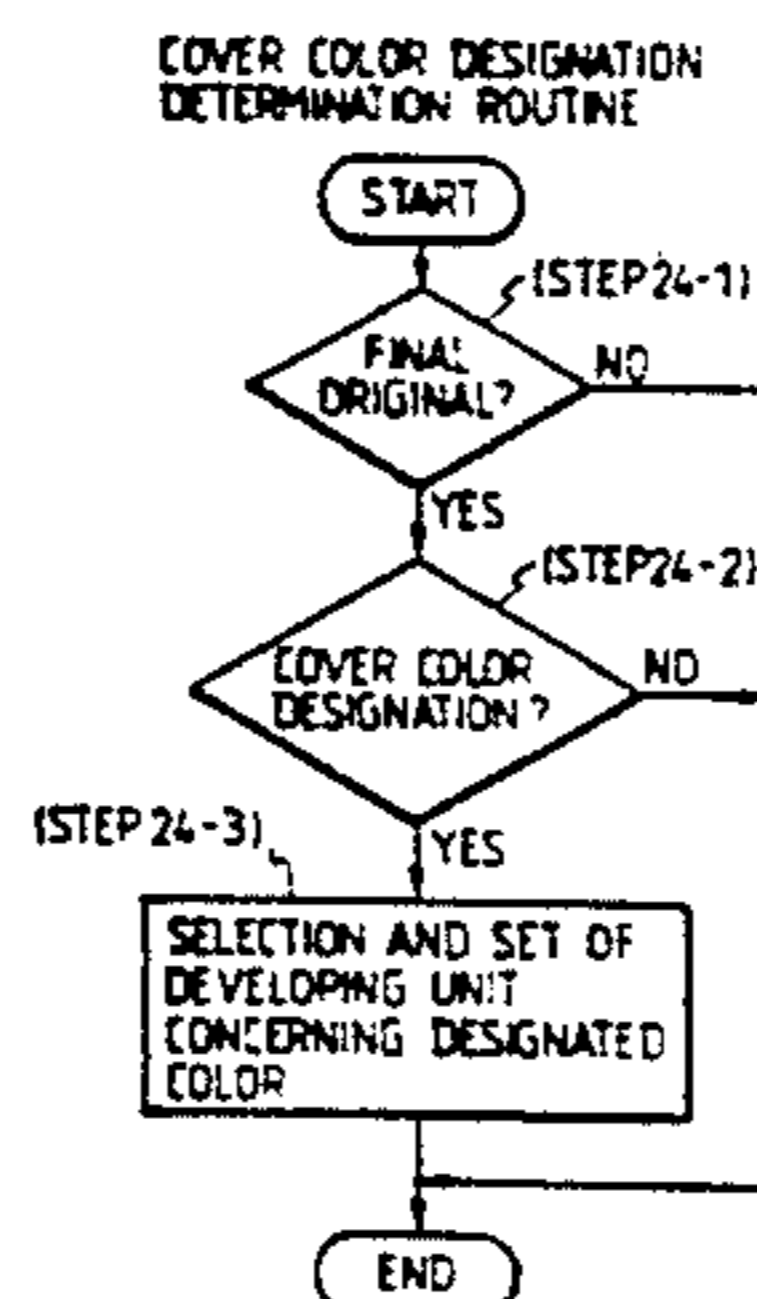 COVER COLOR DESIGNATION
DETERMINATION ROUTINE
START
(STEP 24-1)
FINAL
ORIGINAL?
NO
YES
(STEP 24-2)
COVER COLOR
DESIGNATION?
NO
YES
(STEP 24-3)
SELECTION AND SET OF
DEVELOPING UNIT
CONCERNING DESIGNATED
COLOR
END